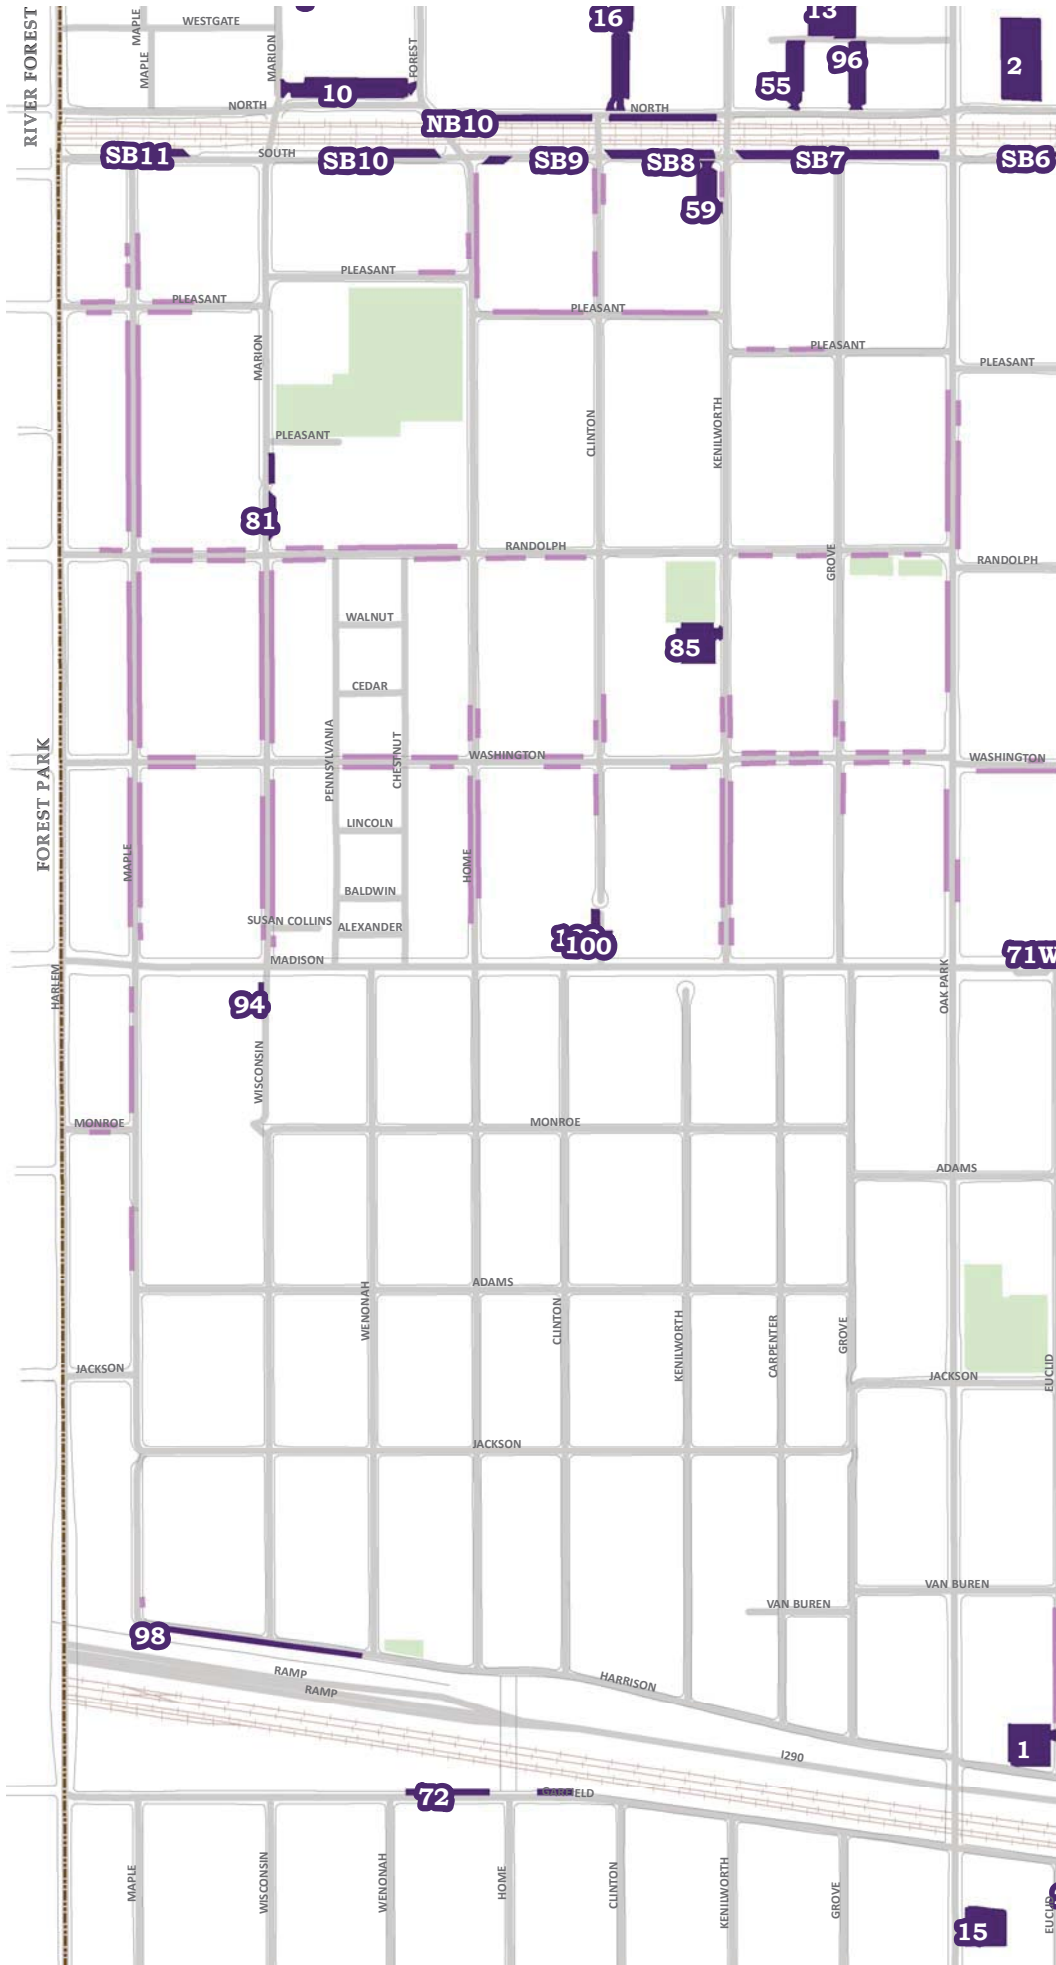 RIVER FOREST
MAPLE
WESTGATE
MAPLE
MARION
FOREST
16
13
96
55
2
10
NORTH
NORTH
NB10
SB11
SOUTH
SB10
SB9
SB8
SB7
SB6
59
PLEASANT
PLEASANT
PLEASANT
PLEASANT
PLEASANT
MARION
CLINTON
KENILWORTH
PLEASANT
81
RANDOLPH
GROVE
RANDOLPH
WALNUT
85
CEDAR
PENNSYLVANIA
CHESTNUT
WASHINGTON
WASHINGTON
FOREST PARK
LINCOLN
MAPLE
HOME
BALDWIN
SUSAN COLLINS
ALEXANDER
100
MADISON
71W
HARLEM
OAK PARK
94
WISCONSIN
MONROE
MONROE
ADAMS
ADAMS
WENONAH
CLINTON
KENILWORTH
CARPENTER
GROVE
EUCLID
JACKSON
JACKSON
JACKSON
VAN BUREN
VAN BUREN
98
RAMP
RAMP
HARRISON
I290
1
72
GARFIELD
MAPLE
WISCONSIN
WENONAH
HOME
CLINTON
KENILWORTH
GROVE
EUCLID
15